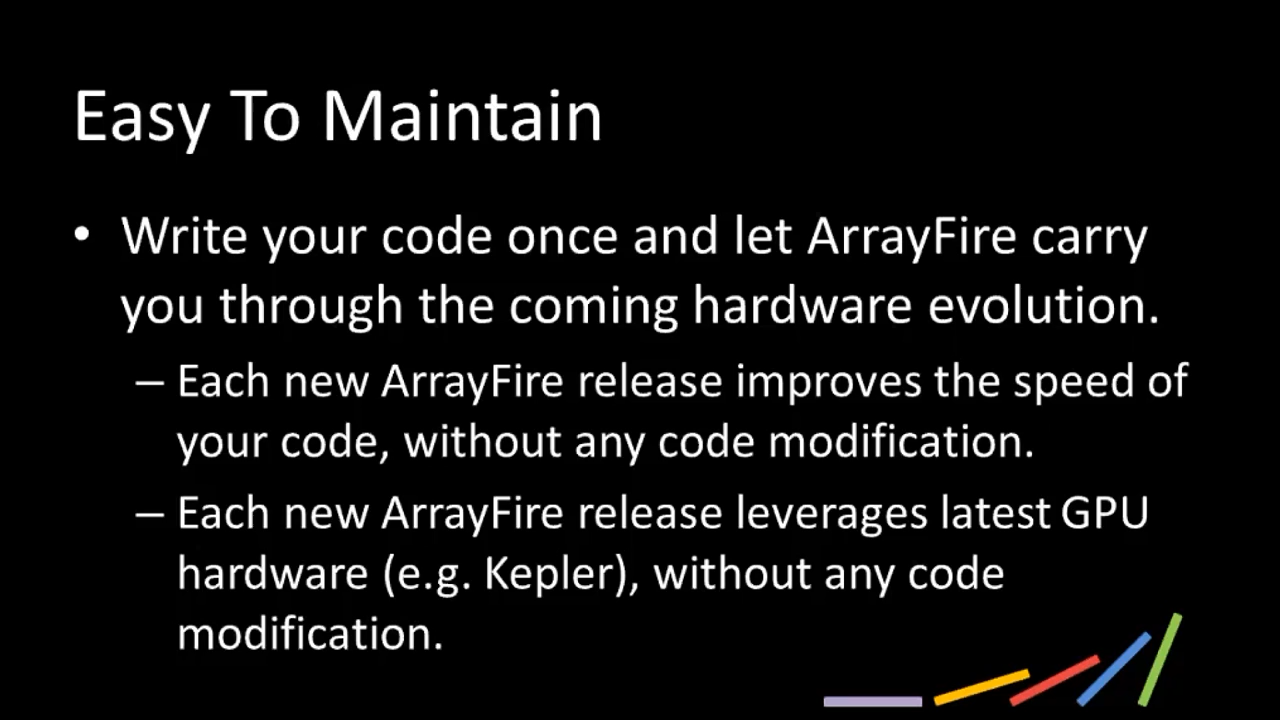 Easy To Maintain
• Write your code once and let ArrayFire carry
you through the coming hardware evolution.
– Each new ArrayFire release improves the speed of
your code, without any code modification.
– Each new ArrayFire release leverages latest GPU
hardware (e.g. Kepler), without any code
modification.